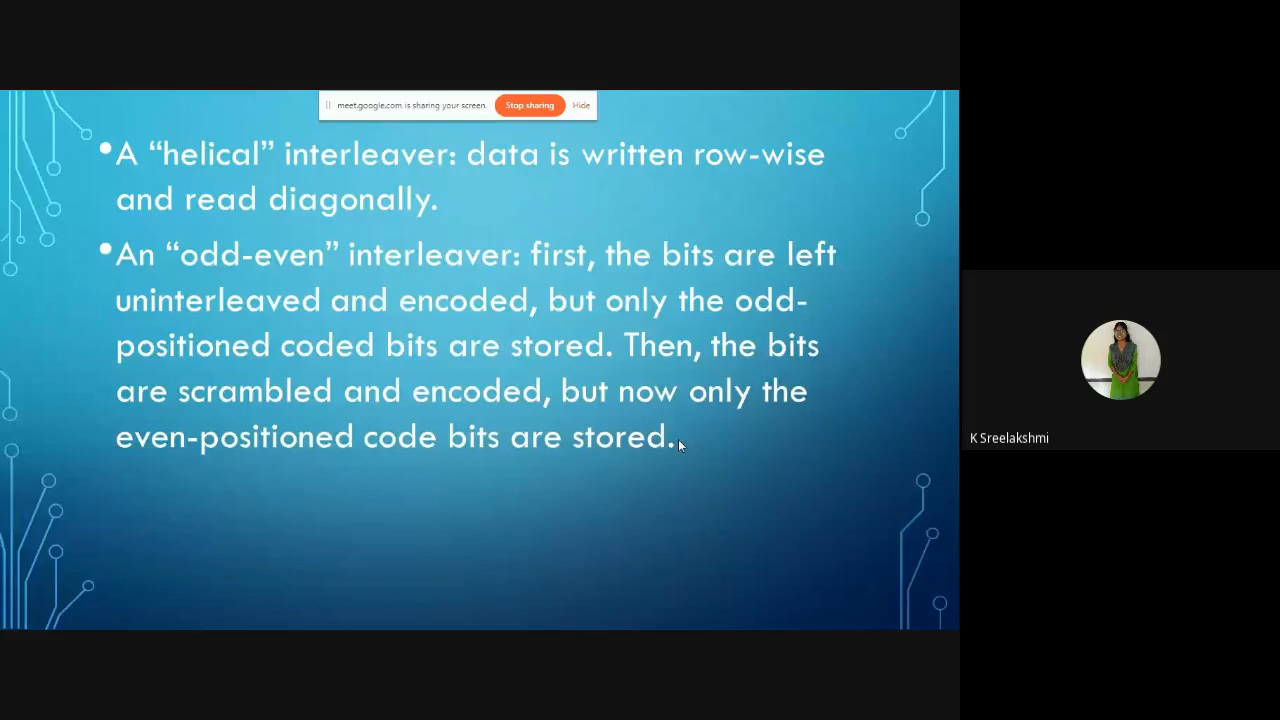 meet.google.com is sharing your screen. Stop sharing Hide
•A “helical” interleaver: data is written row-wise
and read diagonally.
•An “odd-even” interleaver: first, the bits are left
uninterleaved and encoded, but only the odd-
positioned coded bits are stored. Then, the bits
are scrambled and encoded, but now only the
even-positioned code bits are stored.
K Sreelakshmi